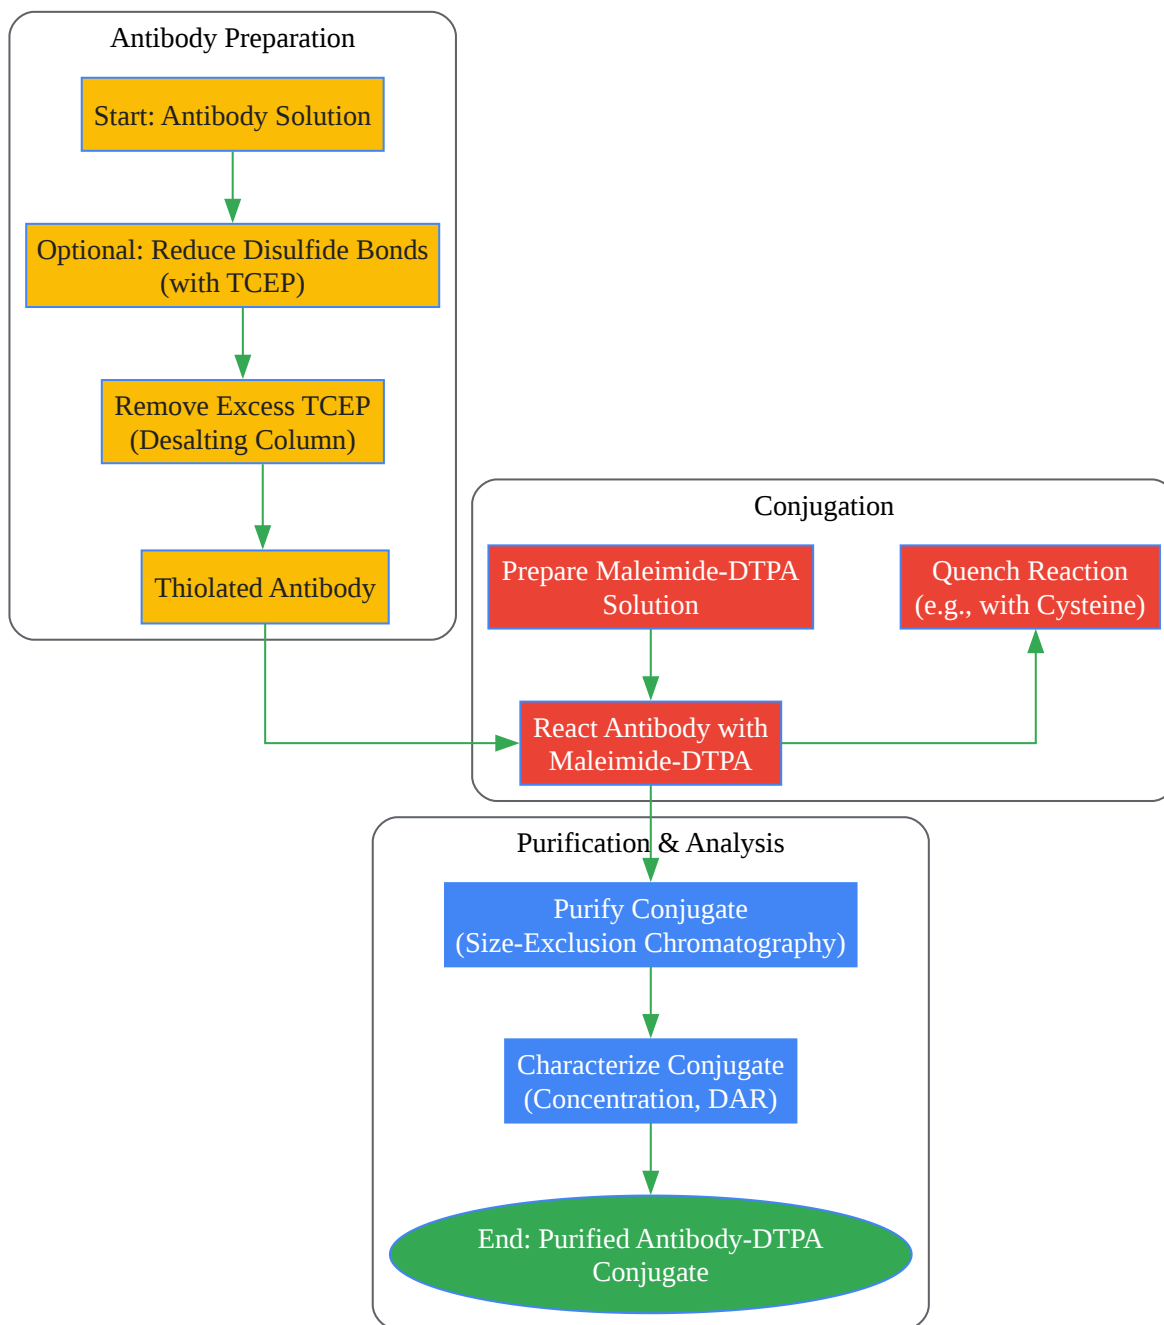 Antibody Preparation
Start: Antibody Solution
Optional: Reduce Disulfide Bonds
(with TCEP)
Remove Excess TCEP
(Desalting Column)
Thiolated Antibody
Conjugation
Prepare Maleimide-DTPA
Solution
Quench Reaction
(e.g., with Cysteine)
React Antibody with
Maleimide-DTPA
Purification & Analysis
Purify Conjugate
(Size-Exclusion Chromatography)
Characterize Conjugate
(Concentration, DAR)
End: Purified Antibody-DTPA
Conjugate